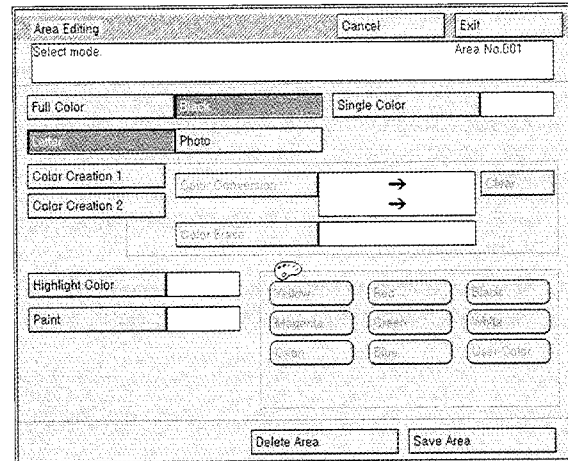 Area Editing Cancel Exit
Select mode. Area No.001
Full Color Black Single Color
Photo
Color Creation 1 Color Conversion → Clear
Color Creation 2 →
Color Erase
Highlight Color Yellow Red Black
Paint Magenta Green White
Cyan Blue User Color
Delete Area Save Area